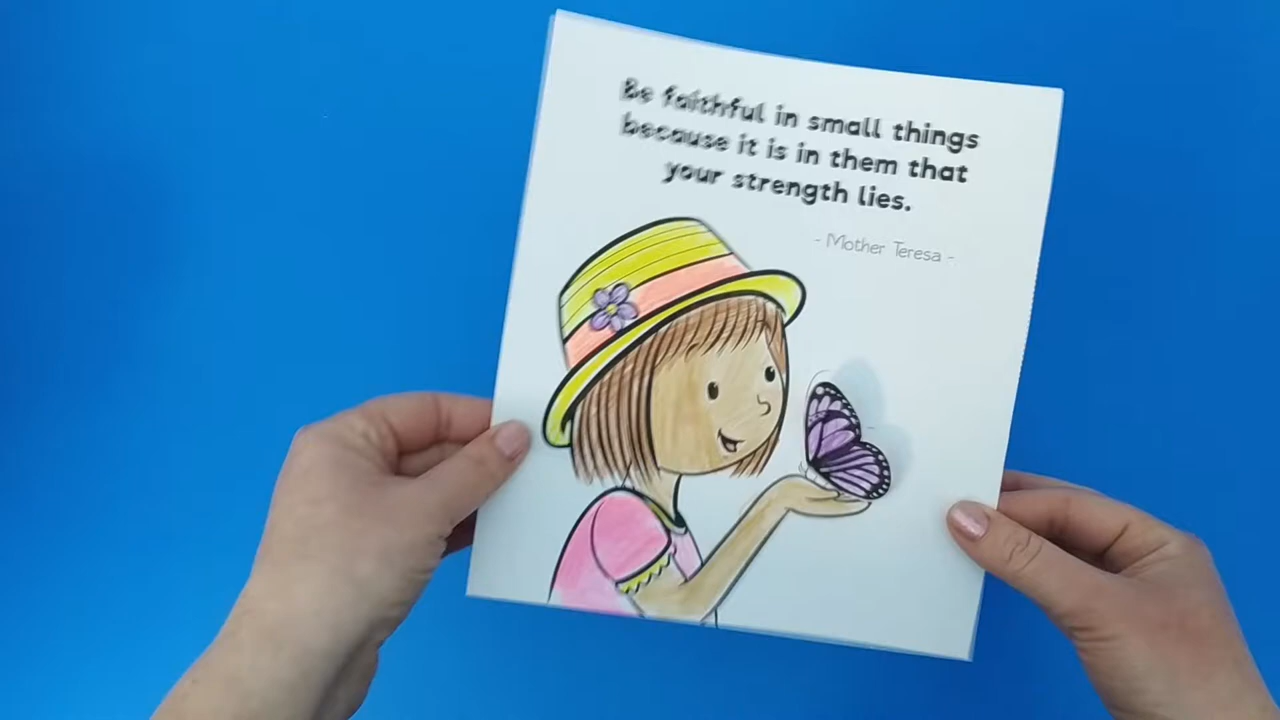 Be faithful in small things
because it is in them that
your strength lies.
- Mother Teresa -